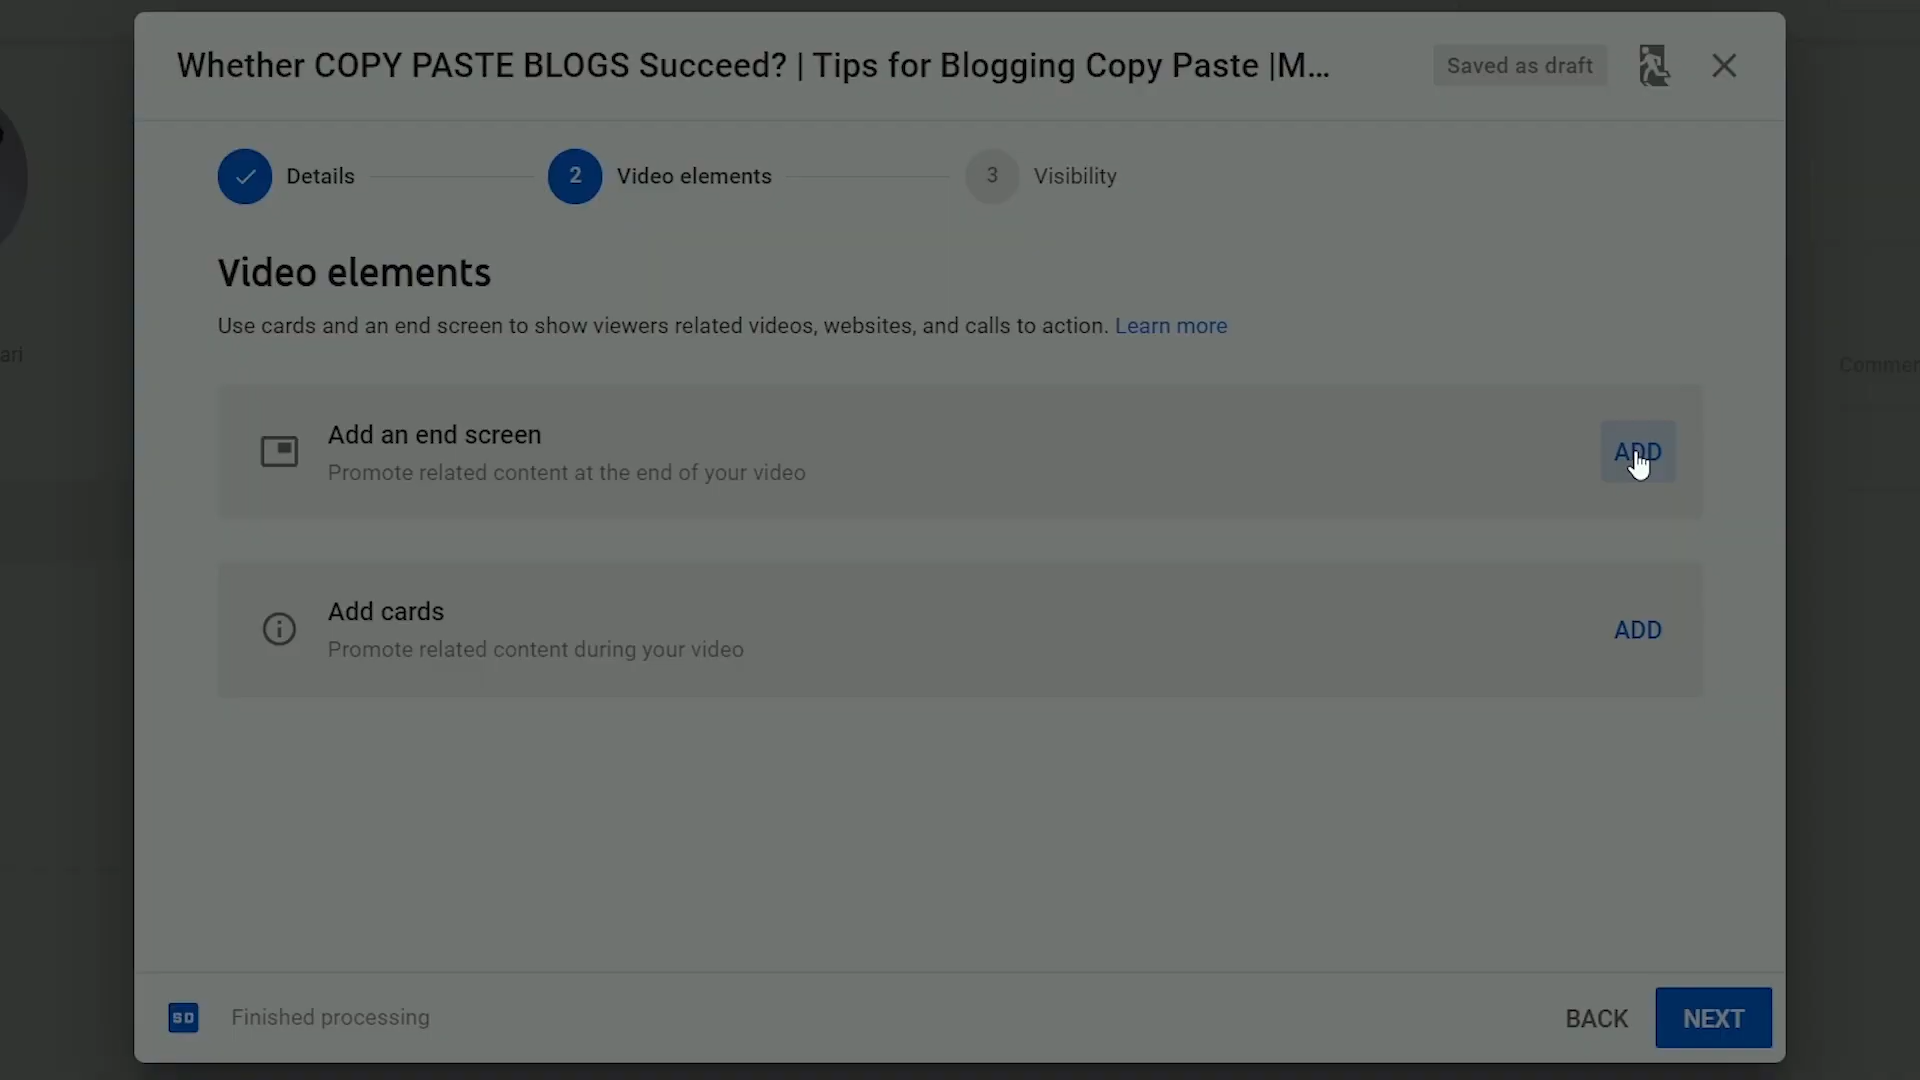 Whether COPY PASTE BLOGS Succeed? | Tips for Blogging Copy Paste |M...
Saved as draft
Details
2 Video elements
3 Visibility
Video elements
Use cards and an end screen to show viewers related videos, websites, and calls to action. Learn more
Add an end screen
Promote related content at the end of your video
ADD
Add cards
Promote related content during your video
ADD
ari
Commen
SD Finished processing
BACK
NEXT